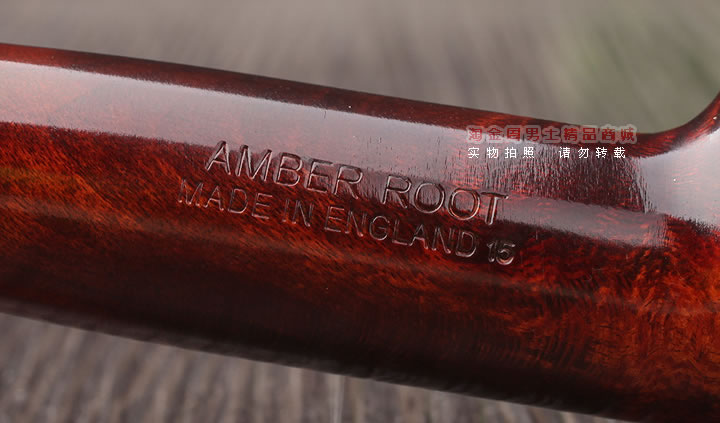 淘金阁男士精品商城
实物拍照 请勿转载
AMBER ROOT
MADE IN ENGLAND 15